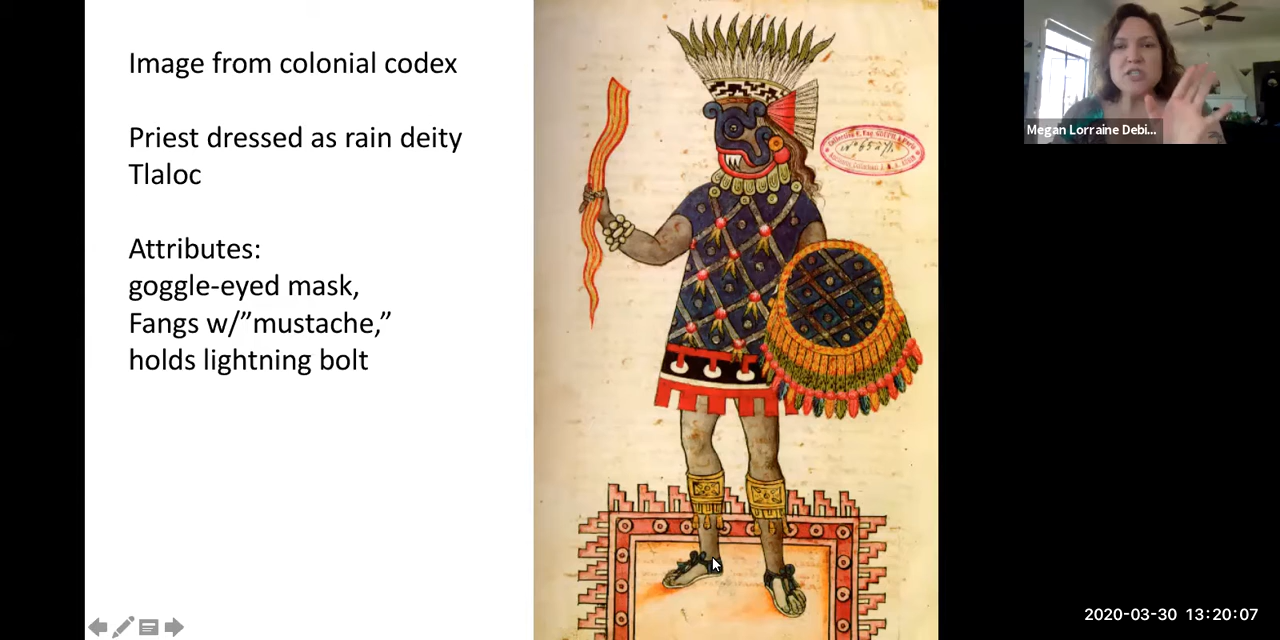 Image from colonial codex
Priest dressed as rain deity
Tlaloc
Attributes:
goggle-eyed mask,
Fangs w/”mustache,”
holds lightning bolt
Megan Lorraine Debi...
2020-03-30 13:20:07